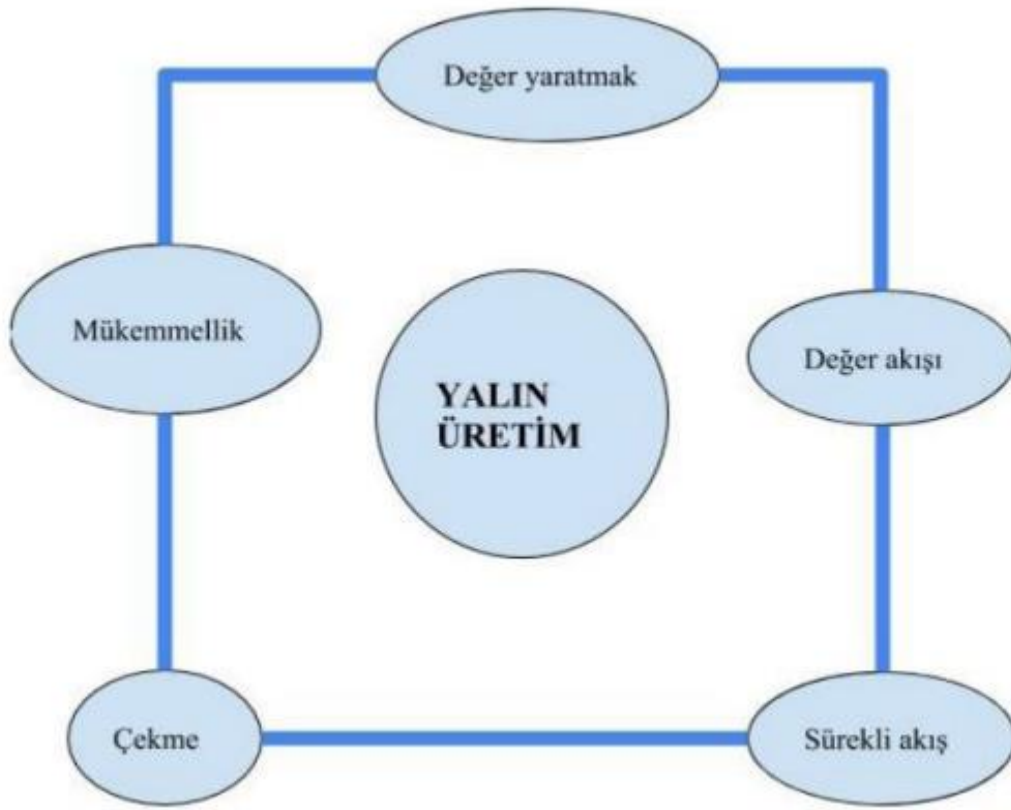 Değer yaratmak
Mükemmellik
Değer akışı
YALIN
ÜRETİM
Çekme
Sürekli akış